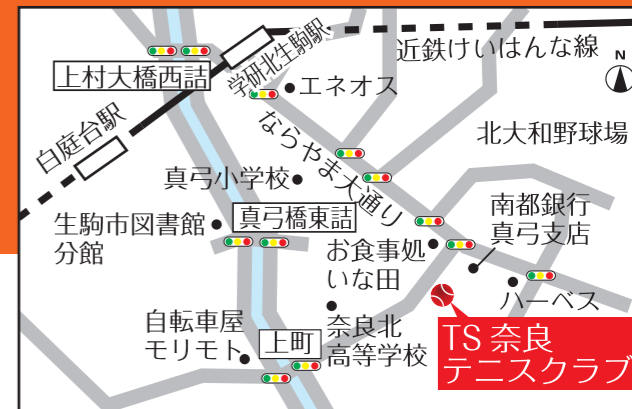 上村大橋西詰
学研北生駒駅
近鉄けいはんな線
N
エネオス
白庭台駅
ならやま大通り
北大和野球場
真弓小学校
生駒市図書館
分館
真弓橋東詰
南都銀行
真弓支店
お食事処
いな田
ハーベス
自転車屋
モリモト
上町
奈良北
高等学校
TS 奈良
テニスクラブ